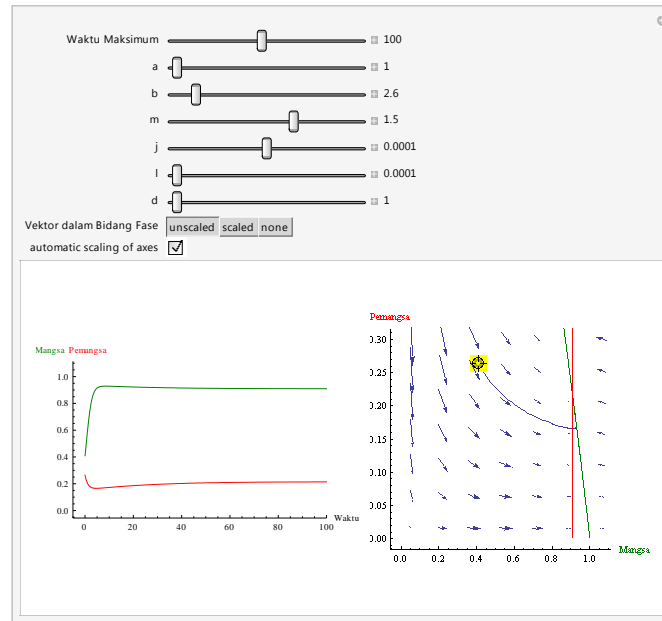 Waktu Maksimum 100
a 1
b 2.6
m 1.5
j 0.0001
l 0.0001
d 1
Vektor dalam Bidang Fase unscaled scaled none
automatic scaling of axes
Mangsa Pemangsa
1.0
0.8
0.6
0.4
0.2
0.0
0 20 40 60 80 100
Waktu
Pemangsa
0.30
0.25
0.20
0.15
0.10
0.05
0.00
0.0 0.2 0.4 0.6 0.8 1.0
Mangsa